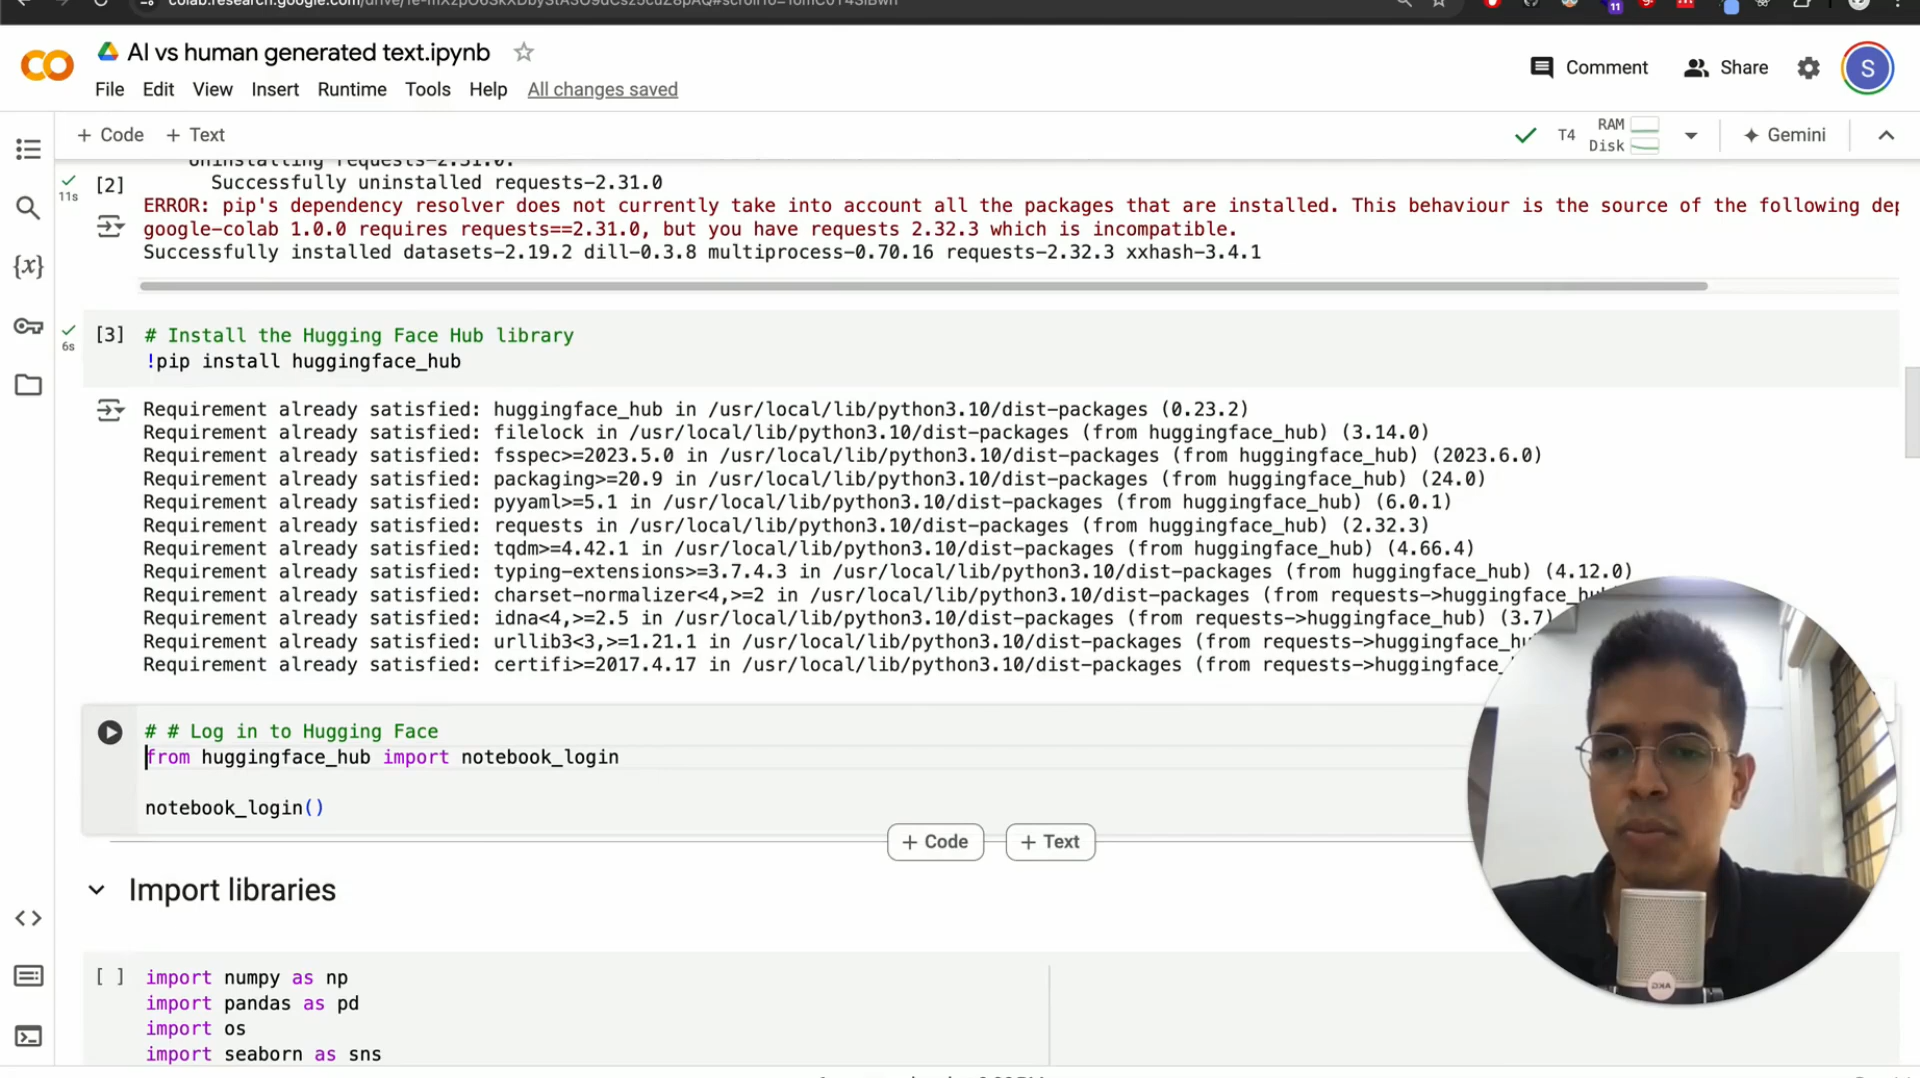 AI vs human generated text.ipynb
Comment
Share
S
File Edit View Insert Runtime Tools Help All changes saved
+ Code + Text
T4
RAM
Disk
Gemini
11
[2]
11s
Uninstalling requests-2.31.0:
Successfully uninstalled requests-2.31.0
ERROR: pip's dependency resolver does not currently take into account all the packages that are installed. This behaviour is the source of the following
google-colab 1.0.0 requires requests==2.31.0, but you have requests 2.32.3 which is incompatible.
Successfully installed datasets-2.19.2 dill-0.3.8 multiprocess-0.70.16 requests-2.32.3 xxhash-3.4.1
{x}
[3]
6s
# Install the Hugging Face Hub library
!pip install huggingface_hub
Requirement already satisfied: huggingface_hub in /usr/local/lib/python3.10/dist-packages (0.23.2)
Requirement already satisfied: filelock in /usr/local/lib/python3.10/dist-packages (from huggingface_hub) (3.14.0)
Requirement already satisfied: fsspec>=2023.5.0 in /usr/local/lib/python3.10/dist-packages (from huggingface_hub) (2023.6.0)
Requirement already satisfied: packaging>=20.9 in /usr/local/lib/python3.10/dist-packages (from huggingface_hub) (24.0)
Requirement already satisfied: pyyaml>=5.1 in /usr/local/lib/python3.10/dist-packages (from huggingface_hub) (6.0.1)
Requirement already satisfied: requests in /usr/local/lib/python3.10/dist-packages (from huggingface_hub) (2.32.3)
Requirement already satisfied: tqdm>=4.42.1 in /usr/local/lib/python3.10/dist-packages (from huggingface_hub) (4.66.4)
Requirement already satisfied: typing-extensions>=3.7.4.3 in /usr/local/lib/python3.10/dist-packages (from huggingface_hub) (4.12.0)
Requirement already satisfied: charset-normalizer<4,>=2 in /usr/local/lib/python3.10/dist-packages (from requests->huggingface_hu
Requirement already satisfied: idna<4,>=2.5 in /usr/local/lib/python3.10/dist-packages (from requests->huggingface_hub) (3.7)
Requirement already satisfied: urllib3<3,>=1.21.1 in /usr/local/lib/python3.10/dist-packages (from requests->huggingface_hu
Requirement already satisfied: certifi>=2017.4.17 in /usr/local/lib/python3.10/dist-packages (from requests->huggingface_
# # Log in to Hugging Face
from huggingface_hub import notebook_login
notebook_login()
+ Code + Text
Import libraries
[ ]
import numpy as np
import pandas as pd
import os
import seaborn as sns
AKG